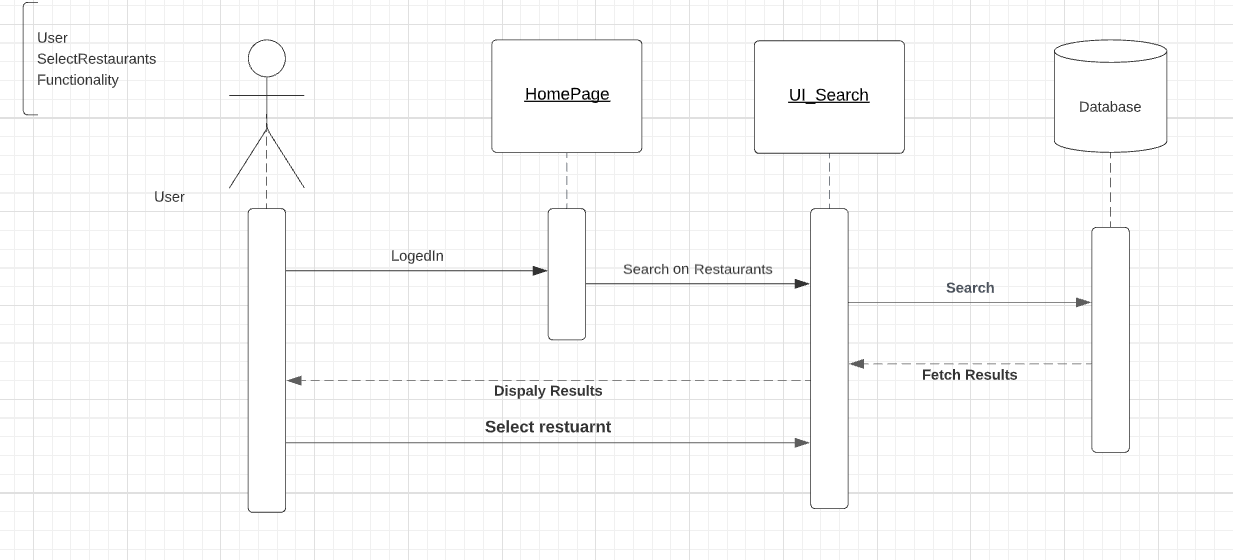 User
SelectRestaurants
Functionality
HomePage
UI_Search
Database
User
LogedIn
Search on Restaurants
Search
Fetch Results
Dispaly Results
Select restuarnt